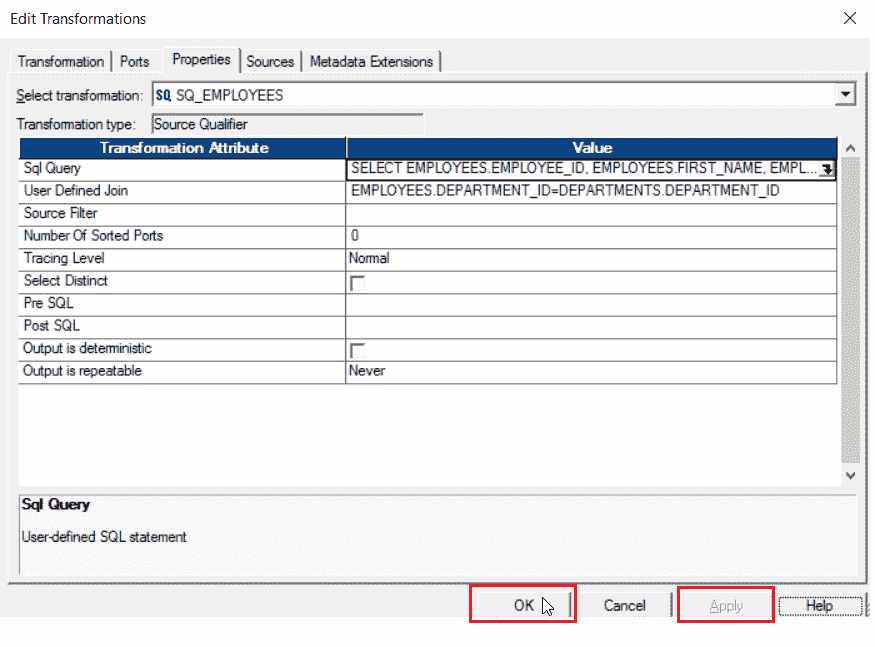 Edit Transformations
Transformation Ports Properties Sources Metadata Extensions
Select transformation: SQ SQ_EMPLOYEES
Transformation type: Source Qualifier
Transformation Attribute Value
Sql Query SELECT EMPLOYEES.EMPLOYEE_ID, EMPLOYEES.FIRST_NAME, EMPL...
User Defined Join EMPLOYEES.DEPARTMENT_ID=DEPARTMENTS.DEPARTMENT_ID
Source Filter
Number Of Sorted Ports 0
Tracing Level Normal
Select Distinct
Pre SQL
Post SQL
Output is deterministic
Output is repeatable Never
Sql Query
User-defined SQL statement
OK Cancel Apply Help